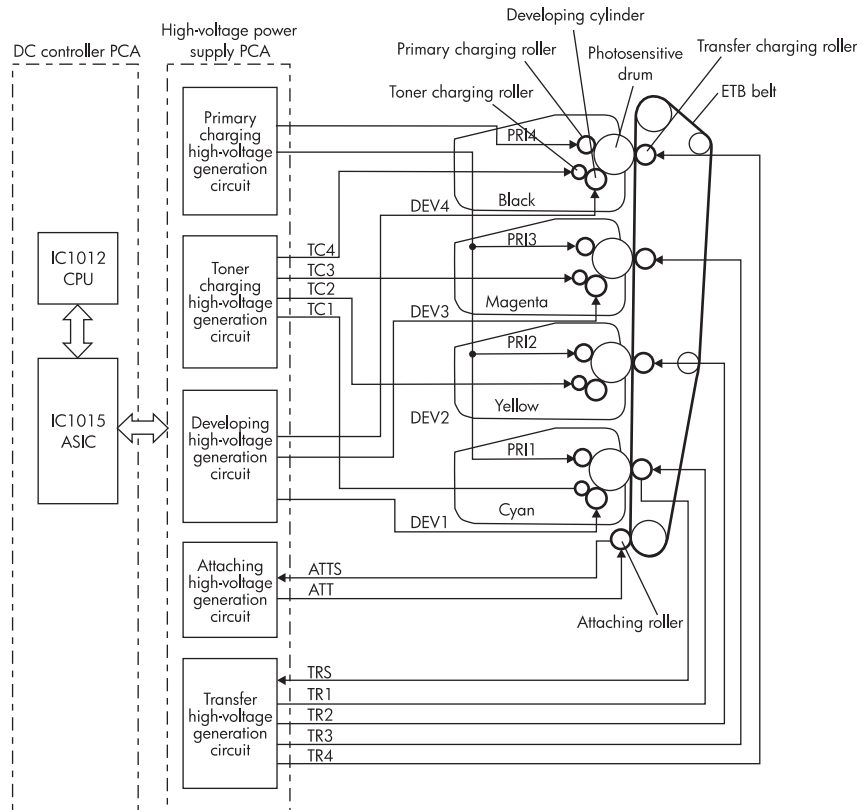 Developing cylinder
High-voltage power
supply PCA
DC controller PCA
Primary charging roller
Photosensitive
drum
Transfer charging roller
Toner charging roller
ETB belt
Primary
charging
high-voltage
generation
circuit
PRI4
Black
DEV4
IC1012
CPU
Toner
charging
high-voltage
generation
circuit
TC4
TC3
TC2
TC1
PRI3
Magenta
DEV3
PRI2
Yellow
DEV2
IC1015
ASIC
Developing
high-voltage
generation
circuit
PRI1
Cyan
DEV1
Attaching
high-voltage
generation
circuit
ATTS
ATT
Attaching roller
Transfer
high-voltage
generation
circuit
TRS
TR1
TR2
TR3
TR4